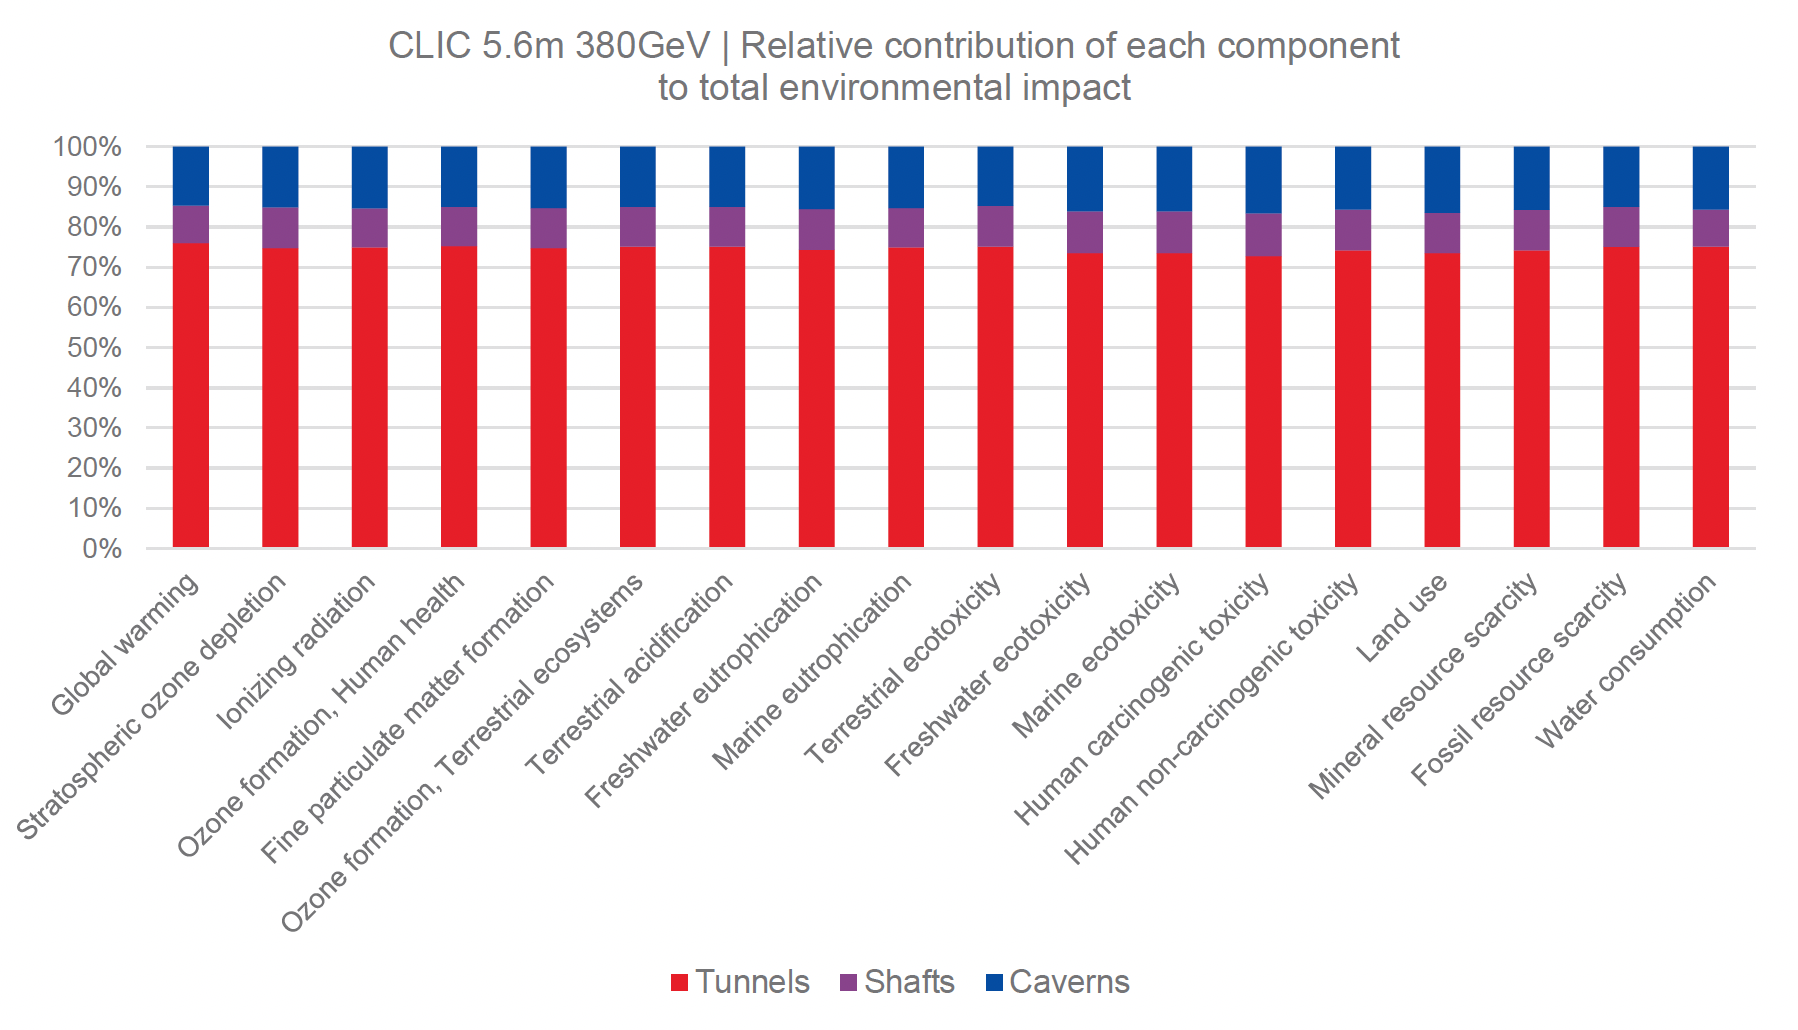 CLIC 5.6m 380GeV | Relative contribution of each component
to total environmental impact
100%
90%
80%
70%
60%
50%
40%
30%
20%
10%
0%
Global warming
Stratospheric ozone depletion
Ionizing radiation
Ozone formation, Human health
Fine particulate matter formation
Ozone formation, Terrestrial ecosystems
Terrestrial acidification
Freshwater eutrophication
Marine eutrophication
Terrestrial ecotoxicity
Freshwater ecotoxicity
Marine ecotoxicity
Human carcinogenic toxicity
Human non-carcinogenic toxicity
Land use
Mineral resource scarcity
Fossil resource scarcity
Water consumption
Tunnels Shafts Caverns